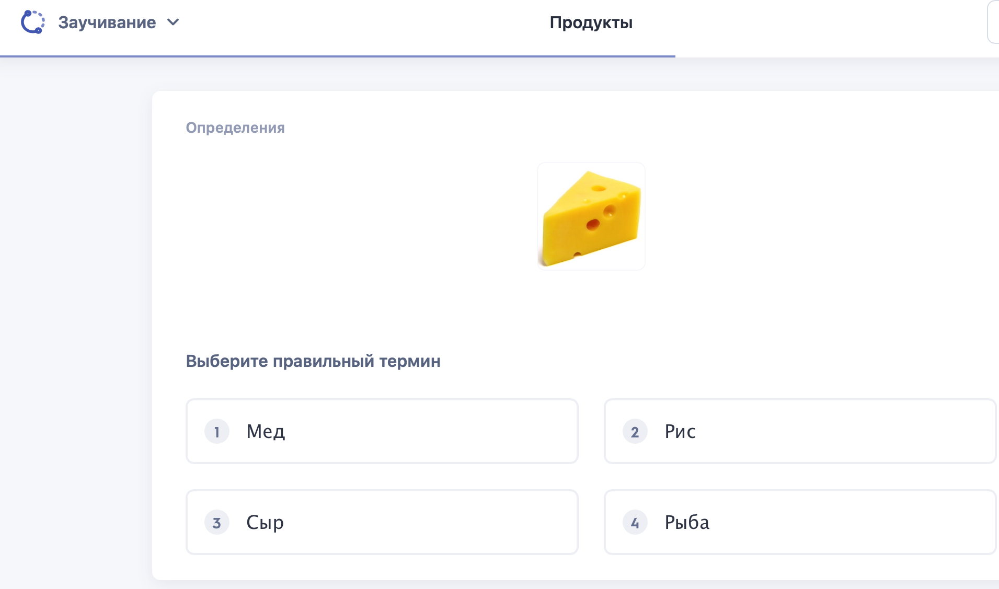 Заучивание
Продукты
Определения
Выберите правильный термин
1 Мед
2 Рис
3 Сыр
4 Рыба